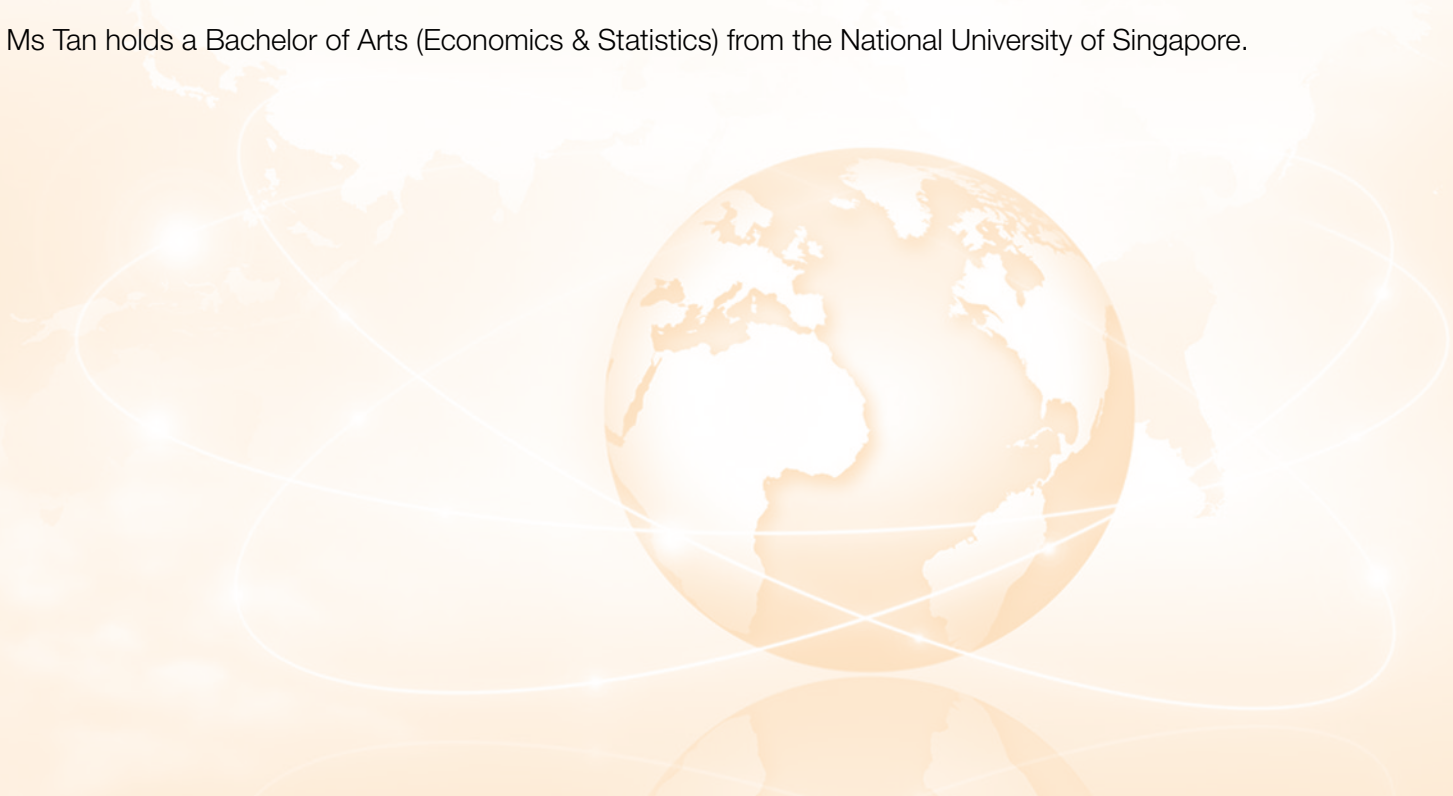 Ms Tan holds a Bachelor of Arts (Economics & Statistics) from the National University of Singapore.